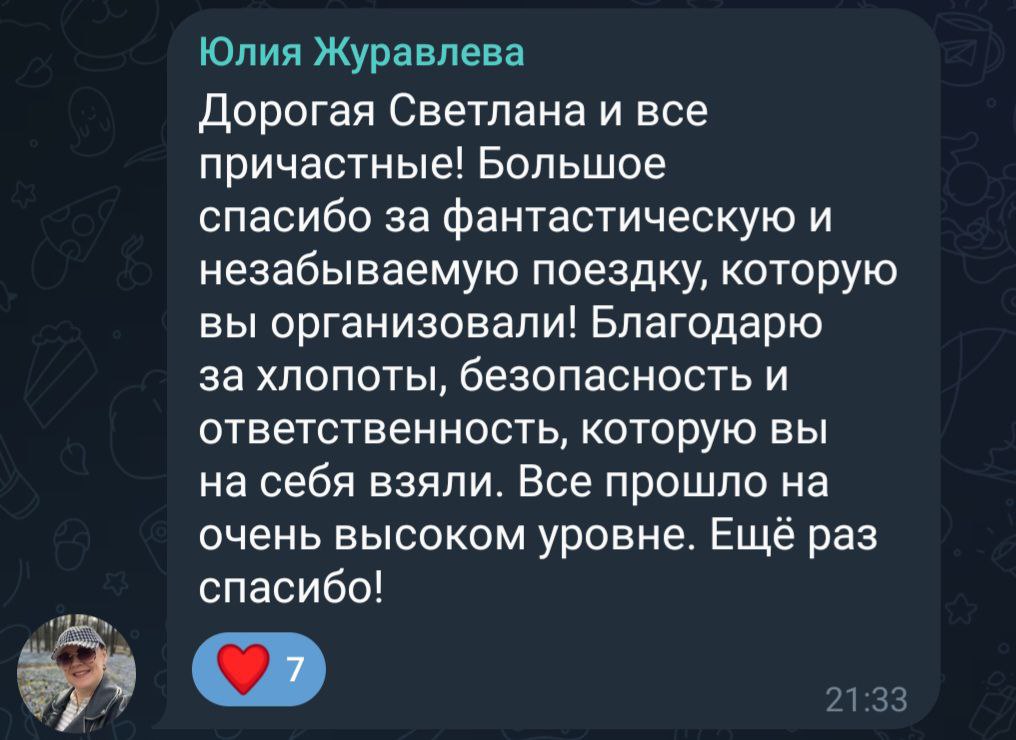 Юлия Журавлева
Дорогая Светлана и все
причастные! Большое
спасибо за фантастическую и
незабываемую поездку, которую
вы организовали! Благодарю
за хлопоты, безопасность и
ответственность, которую вы
на себя взяли. Все прошло на
очень высоком уровне. Ещё раз
спасибо!
7
21:33